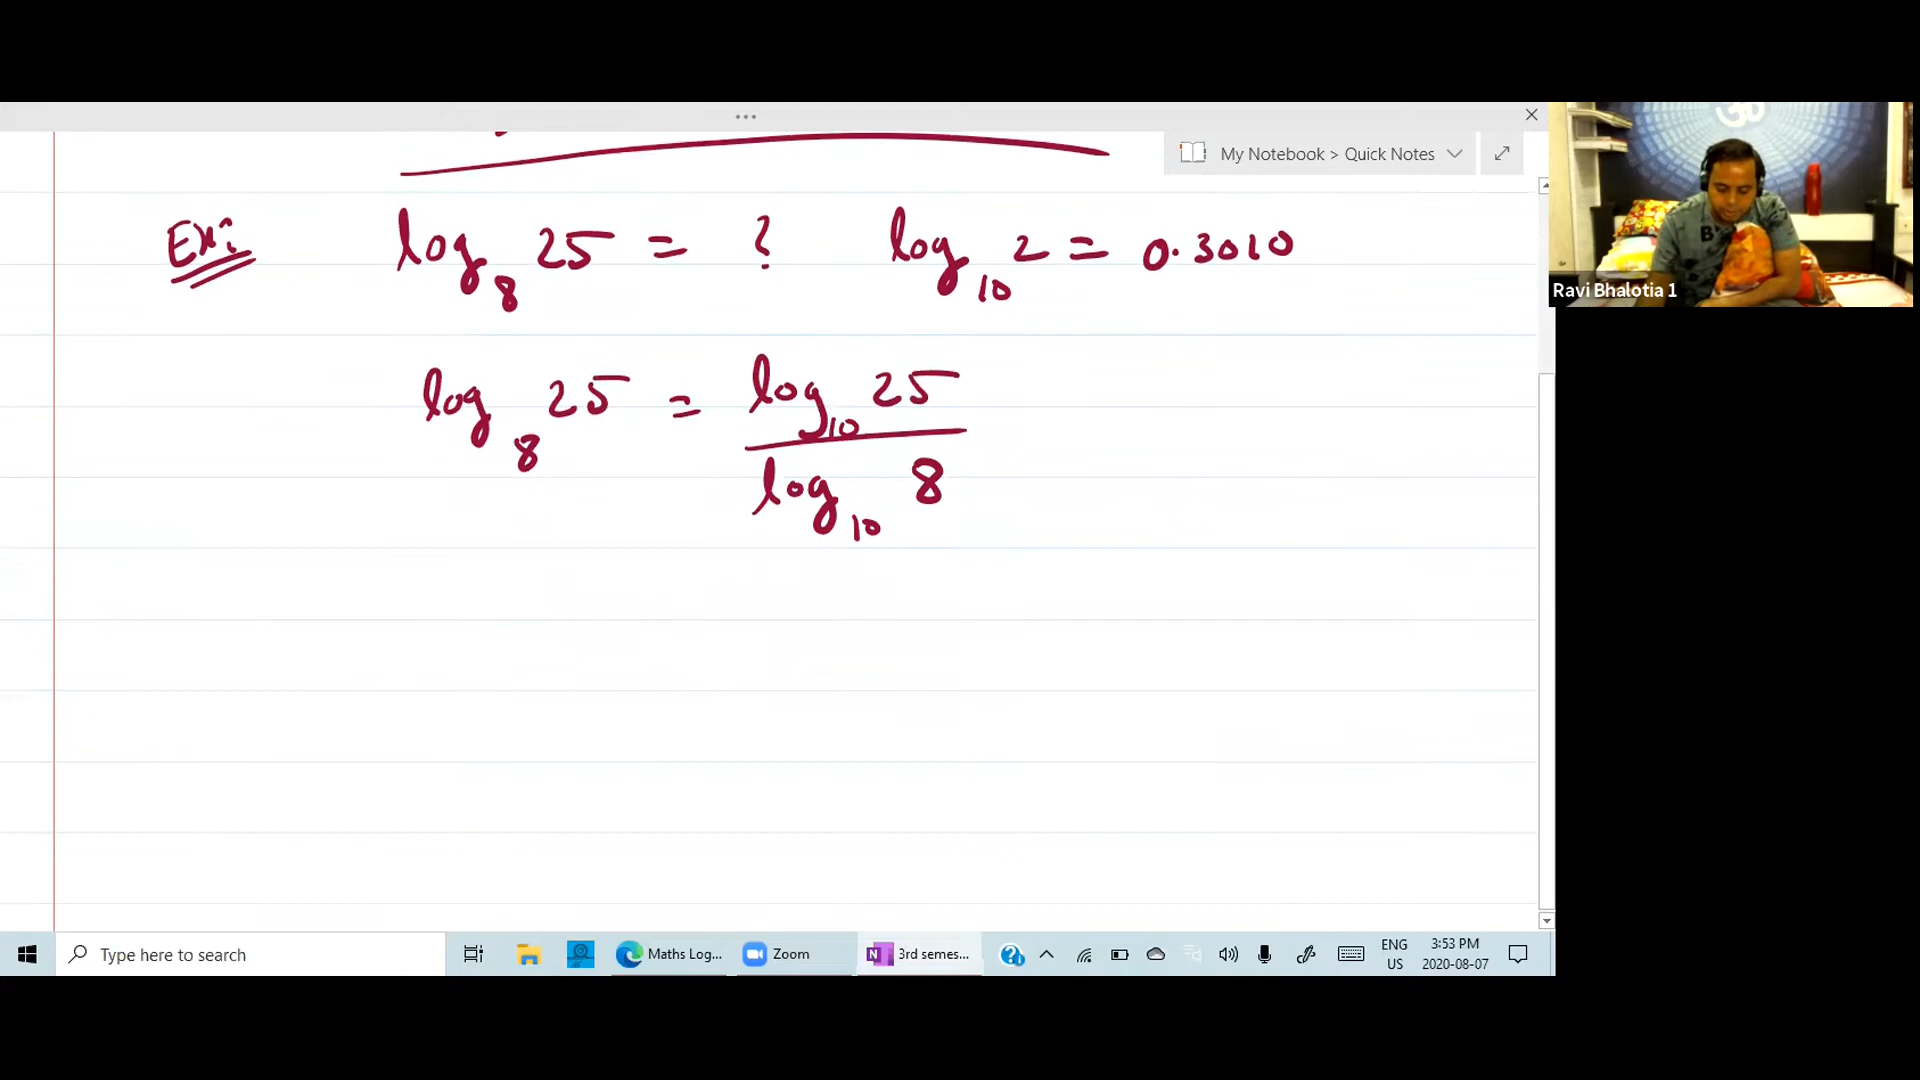 My Notebook > Quick Notes
Ex:
log₈ 25 = ? log₁₀ 2 = 0.3010
log₈ 25 = log₁₀ 25
log₁₀ 8
Ravi Bhalotia 1
Type here to search
Maths Log...
Zoom
3rd semes...
ENG
US
3:53 PM
2020-08-07